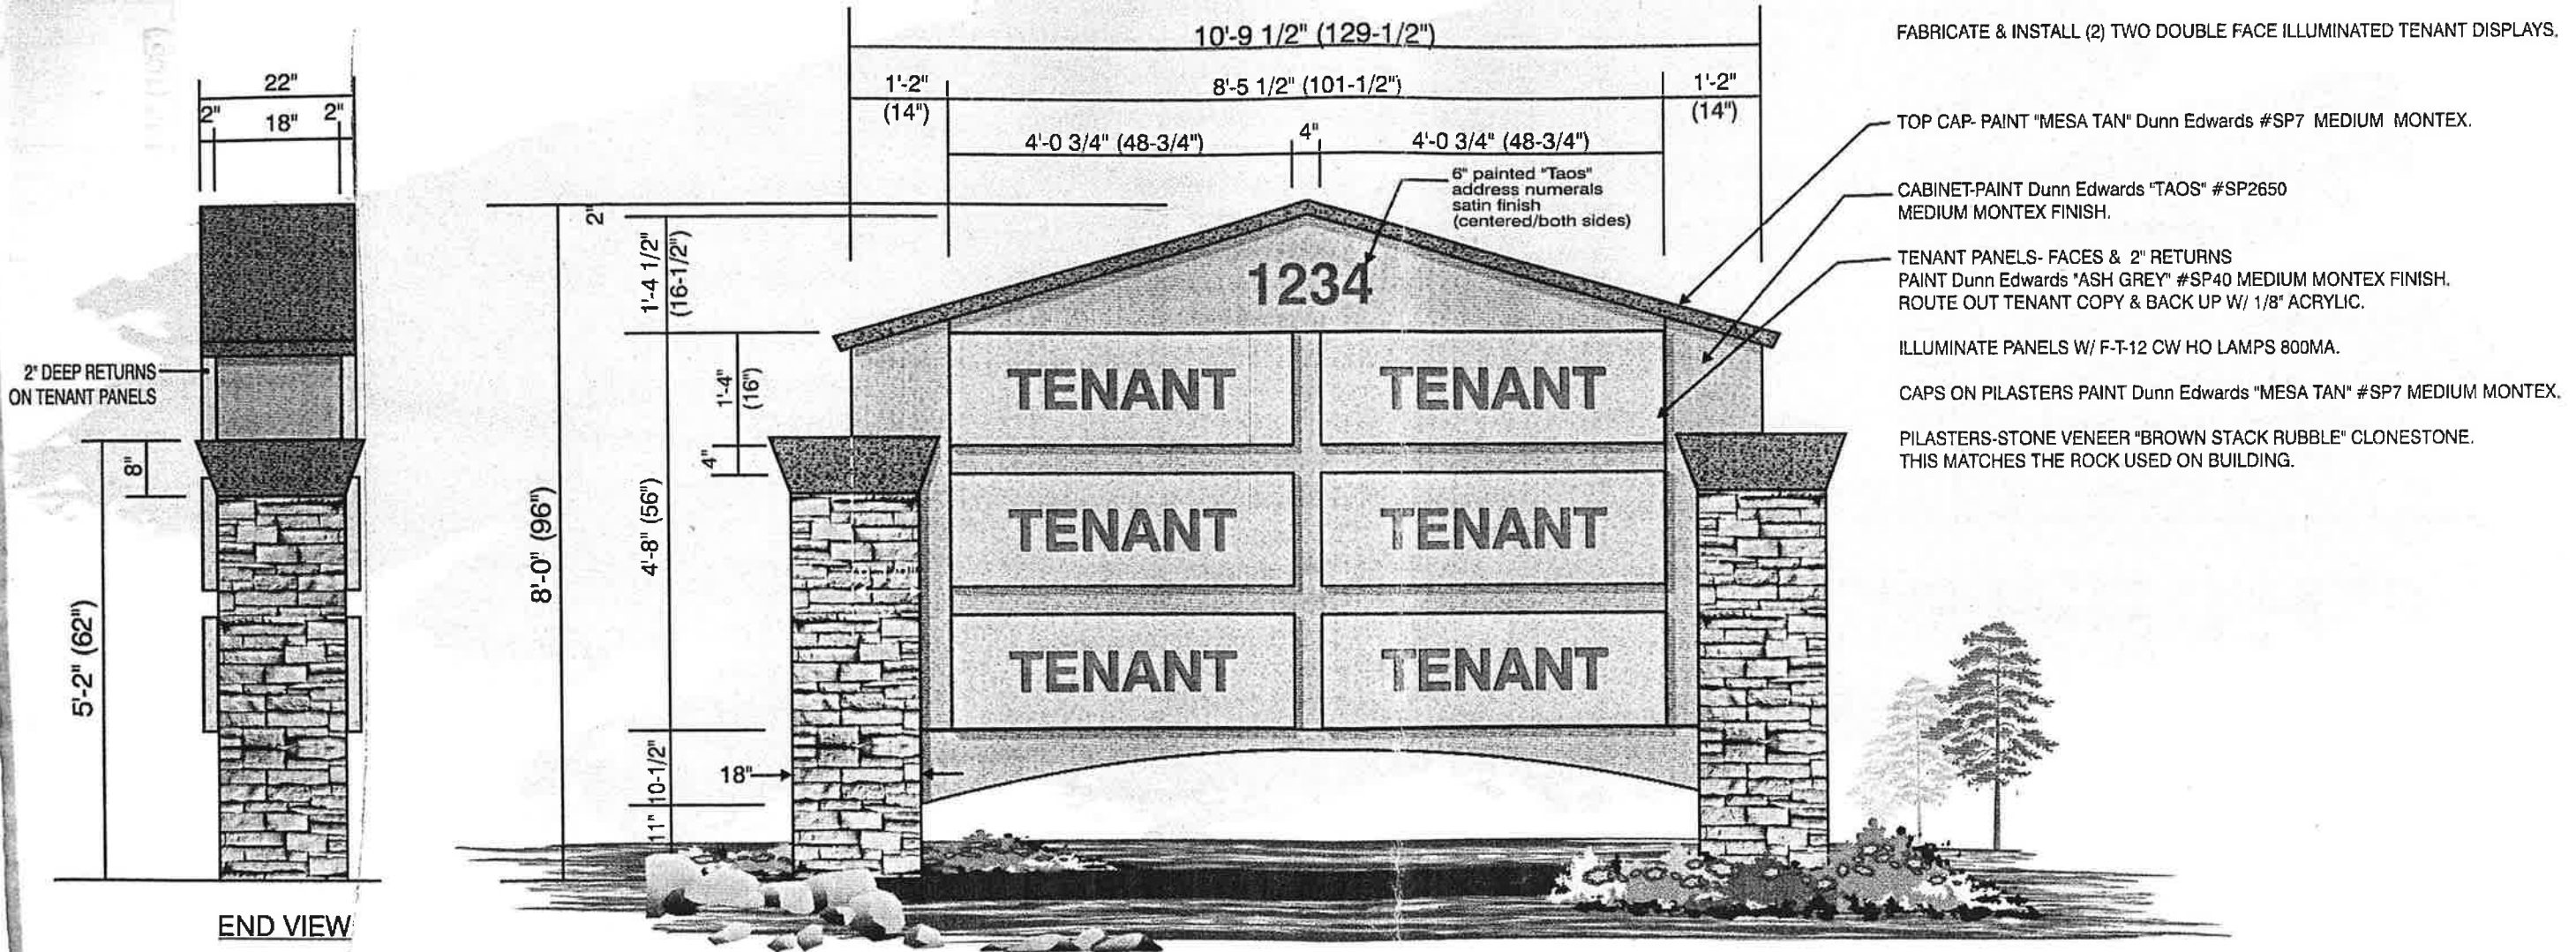 22"
2" 18" 2"
2" DEEP RETURNS
ON TENANT PANELS
8"
5'-2" (62")
END VIEW
10'-9 1/2" (129-1/2")
1'-2"
(14")
8'-5 1/2" (101-1/2")
1'-2"
(14")
4'-0 3/4" (48-3/4")
4"
4'-0 3/4" (48-3/4")
6" painted "Taos"
address numerals
satin finish
(centered/both sides)
2"
1'-4 1/2"
(16-1/2")
1'-4"
(16")
4"
8'-0" (96")
4'-8" (56")
10-1/2"
11"
18"
1234
TENANT TENANT
TENANT TENANT
TENANT TENANT
FABRICATE & INSTALL (2) TWO DOUBLE FACE ILLUMINATED TENANT DISPLAYS.
TOP CAP- PAINT "MESA TAN" Dunn Edwards #SP7 MEDIUM MONTEX.
CABINET-PAINT Dunn Edwards "TAOS" #SP2650
MEDIUM MONTEX FINISH.
TENANT PANELS- FACES & 2" RETURNS
PAINT Dunn Edwards "ASH GREY" #SP40 MEDIUM MONTEX FINISH.
ROUTE OUT TENANT COPY & BACK UP W/ 1/8" ACRYLIC.
ILLUMINATE PANELS W/ F-T-12 CW HO LAMPS 800MA.
CAPS ON PILASTERS PAINT Dunn Edwards "MESA TAN" #SP7 MEDIUM MONTEX.
PILASTERS-STONE VENEER "BROWN STACK RUBBLE" CLONESTONE.
THIS MATCHES THE ROCK USED ON BUILDING.